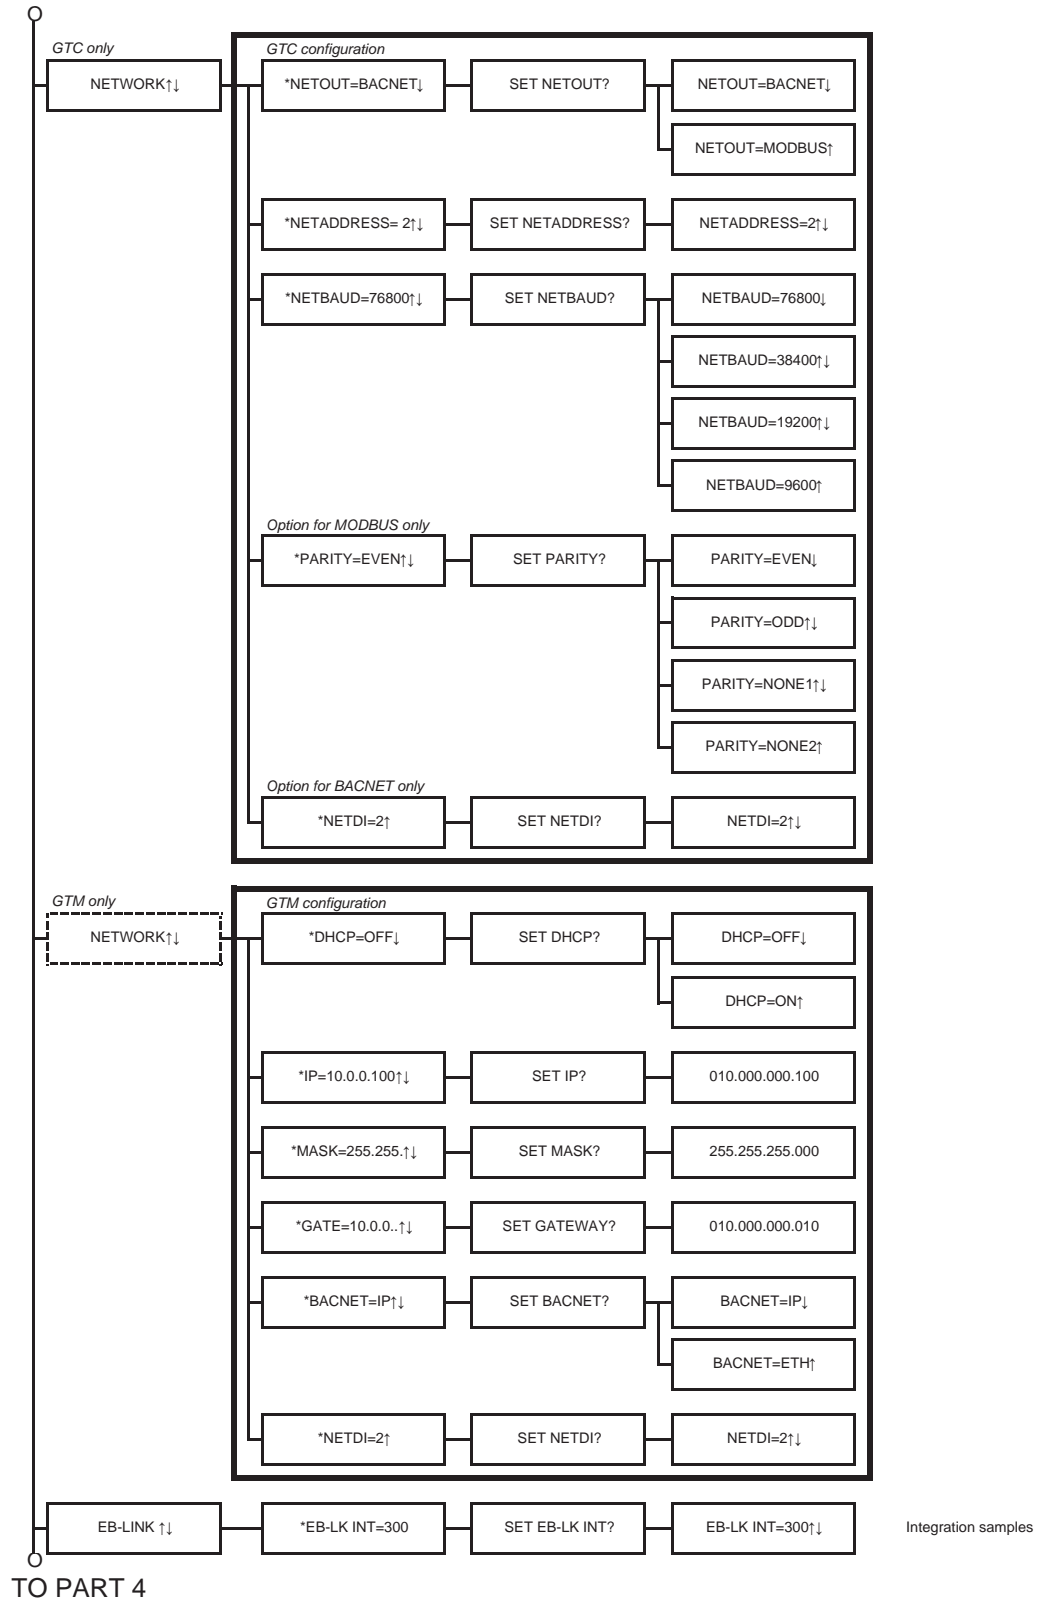 O
GTC only
GTC configuration
NETWORK↑↓
*NETOUT=BACNET↓
SET NETOUT?
NETOUT=BACNET↓
NETOUT=MODBUS↑
*NETADDRESS= 2↑↓
SET NETADDRESS?
NETADDRESS=2↑↓
*NETBAUD=76800↑↓
SET NETBAUD?
NETBAUD=76800↓
NETBAUD=38400↑↓
NETBAUD=19200↑↓
NETBAUD=9600↑
Option for MODBUS only
*PARITY=EVEN↑↓
SET PARITY?
PARITY=EVEN↓
PARITY=ODD↑↓
PARITY=NONE1↑↓
PARITY=NONE2↑
Option for BACNET only
*NETDI=2↑
SET NETDI?
NETDI=2↑↓
GTM only
GTM configuration
NETWORK↑↓
*DHCP=OFF↓
SET DHCP?
DHCP=OFF↓
DHCP=ON↑
*IP=10.0.0.100↑↓
SET IP?
010.000.000.100
*MASK=255.255.↑↓
SET MASK?
255.255.255.000
*GATE=10.0.0..↑↓
SET GATEWAY?
010.000.000.010
*BACNET=IP↑↓
SET BACNET?
BACNET=IP↓
BACNET=ETH↑
*NETDI=2↑
SET NETDI?
NETDI=2↑↓
EB-LINK ↑↓
*EB-LK INT=300
SET EB-LK INT?
EB-LK INT=300↑↓
Integration samples
O
TO PART 4